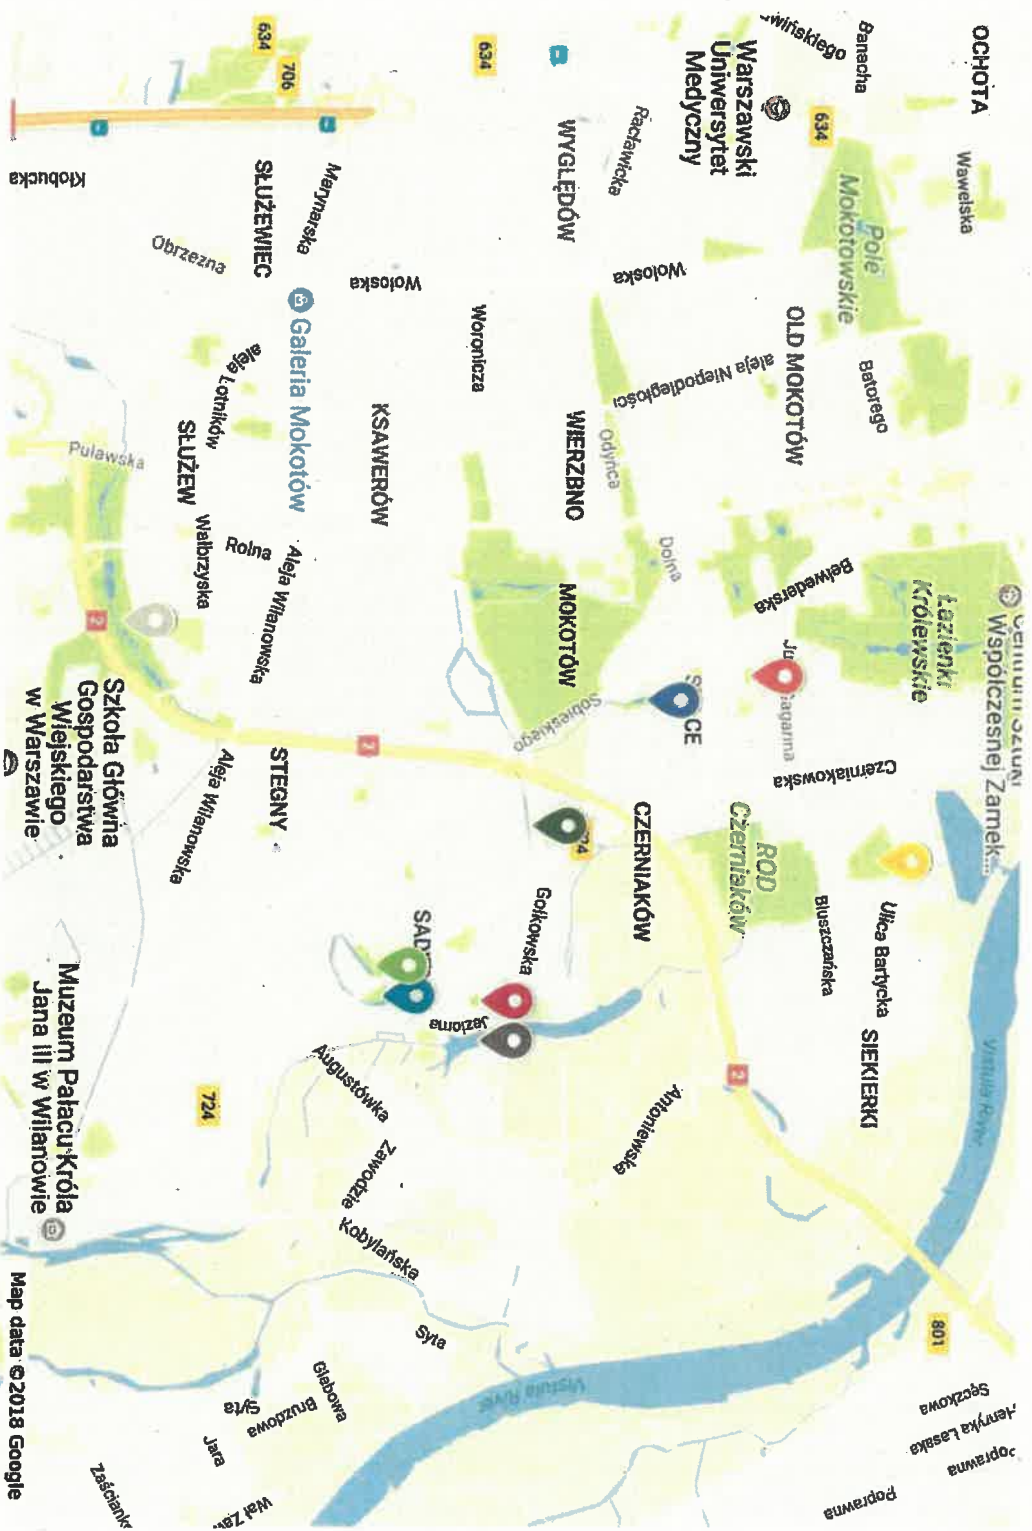 OCHOTA
Wawelska
Banacha
634
Warszawski
Uniwersytet
Medyczny
Pole
Mokotowskie
Batorego
OLD MOKOTÓW
aleja Niepodległości
Racławicka
WYGLĘDÓW
Wołoska
634
Woronicza
Wołoska
WIERZBNO
Odyńca
Dolna
Belwederska
Łazienki
Królewskie
Współczesnej Zamek...
Czerniakowska
MOKOTÓW
Sobieskiego
KSAWERÓW
Galeria Mokotów
Marynarska
SŁUŻEWIEC
634
706
Kłobucka
Obrzezna
aleja Lotników
SŁUŻEW
Puławska
Wałbrzyska
Rolna
Aleja Wilanowska
2
2
STEGNY
Aleja Wilanowska
Szkoła Główna
Gospodarstwa
Wiejskiego
w Warszawie
CZERNIAKÓW
ROD
Czerniaków
Bluszczańska
Ulica Bartycka
SIEKIERKI
Vistula River
Gołkowska
Jeziorna
2
Antoniewska
Augustówka
Zawodzie
Kobylańska
Syta
724
Muzeum Pałacu Króla
Jana III w Wilanowie
801
Sęczkowa
Henryka Łasaka
Poprawna
Vistula River
Glebowa
Bruzdowa
Syta
Jara
Map data ©2018 Google